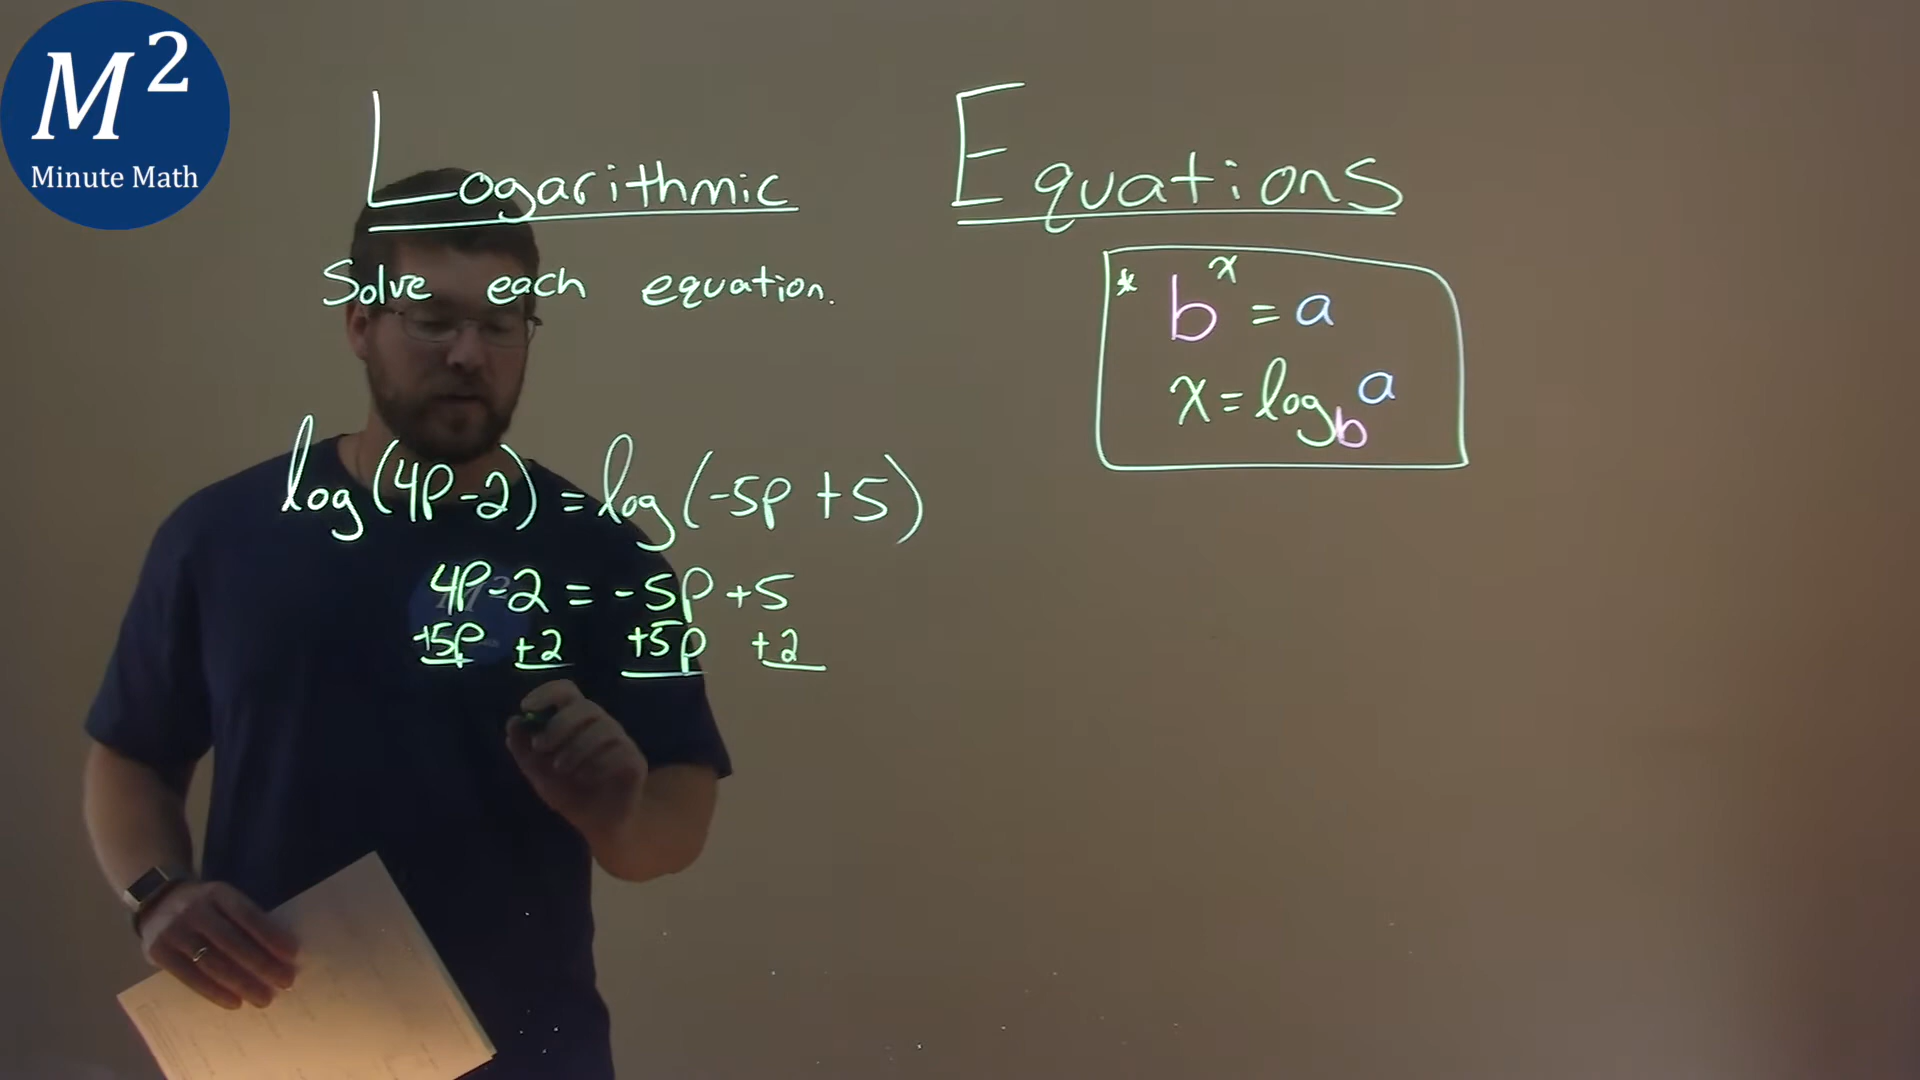 M²
Minute Math
Logarithmic Equations
Solve each equation.
* b^x = a
x = log_b a
log(4p-2) = log(-5p+5)
4p-2 = -5p+5
+5p +2 +5p +2